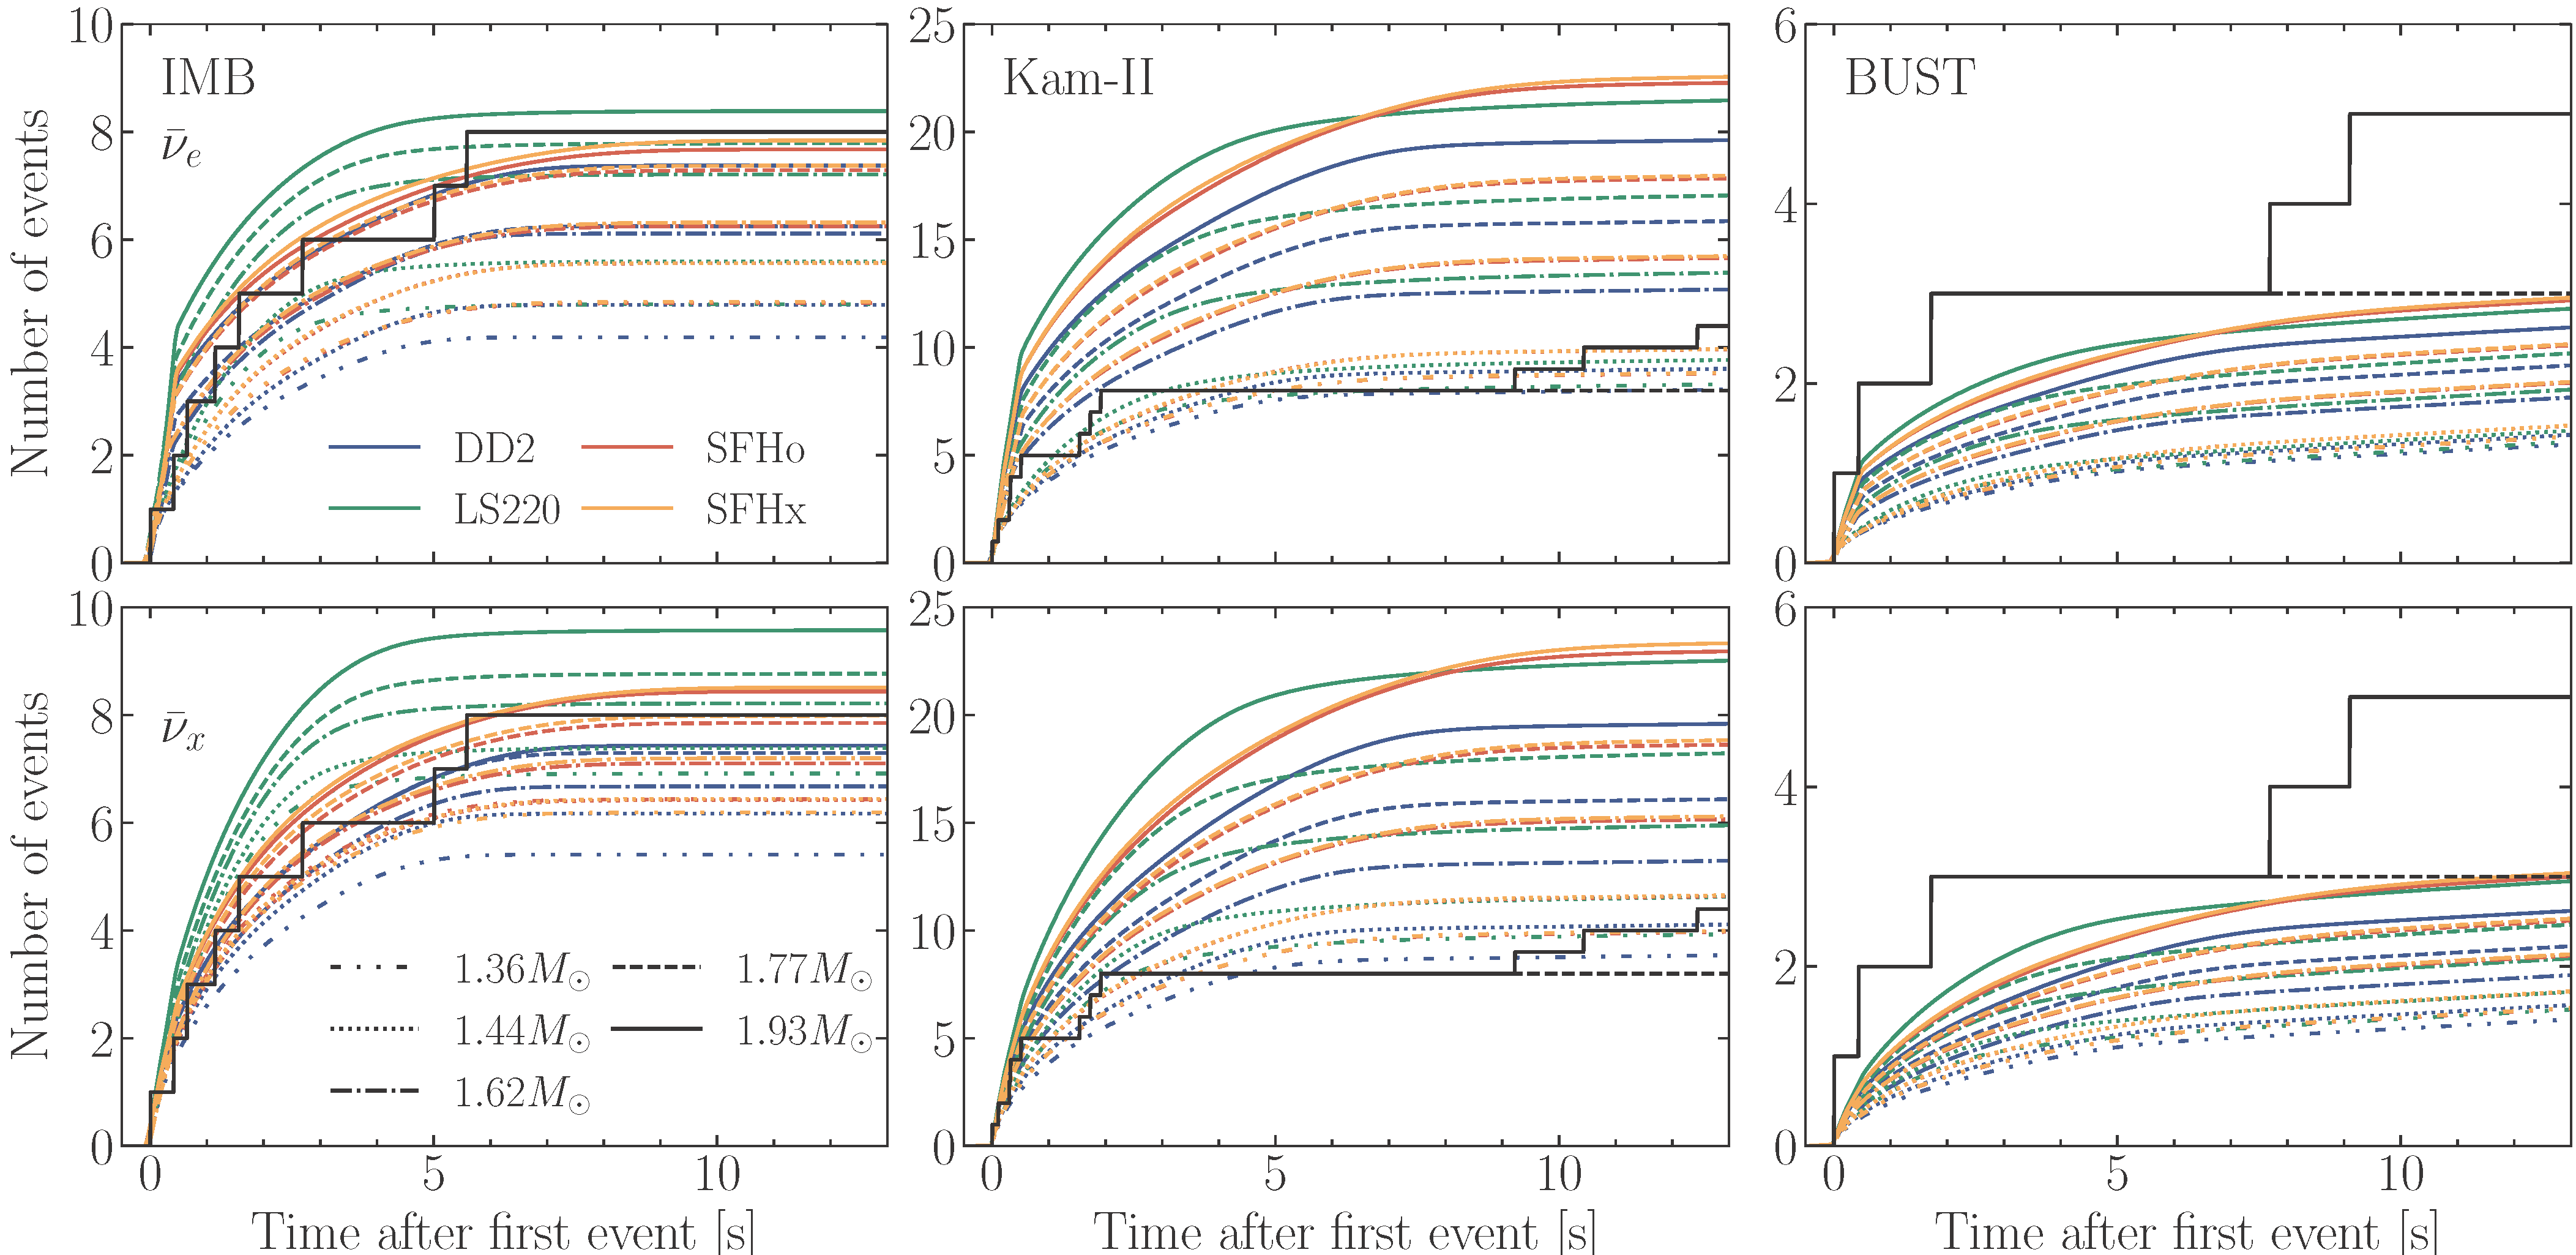 IMB
Kam-II
BUST
ν̄e
Number of events
10
8
6
4
2
0
25
20
15
10
5
0
6
4
2
0
DD2
SFHo
LS220
SFHx
ν̄x
Number of events
10
8
6
4
2
0
25
20
15
10
5
0
6
4
2
0
1.36M⊙
1.77M⊙
1.44M⊙
1.93M⊙
1.62M⊙
0 5 10
0 5 10
0 5 10
Time after first event [s]
Time after first event [s]
Time after first event [s]